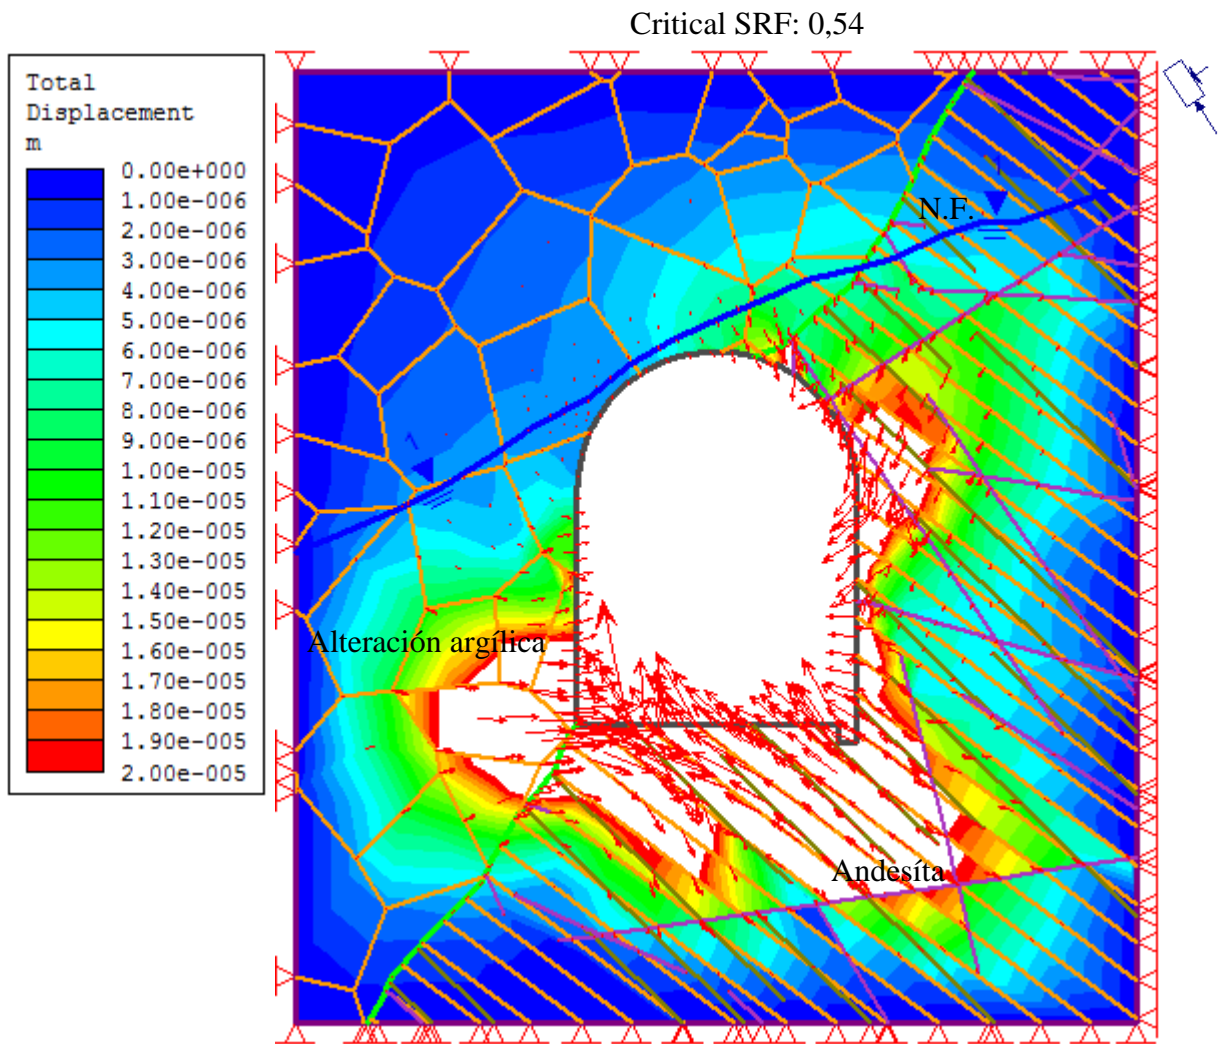 Critical SRF: 0,54
Total
Displacement
m
0.00e+000
1.00e-006
2.00e-006
3.00e-006
4.00e-006
5.00e-006
6.00e-006
7.00e-006
8.00e-006
9.00e-006
1.00e-005
1.10e-005
1.20e-005
1.30e-005
1.40e-005
1.50e-005
1.60e-005
1.70e-005
1.80e-005
1.90e-005
2.00e-005
N.F.
1
1
Alteración argílica
Andesíta